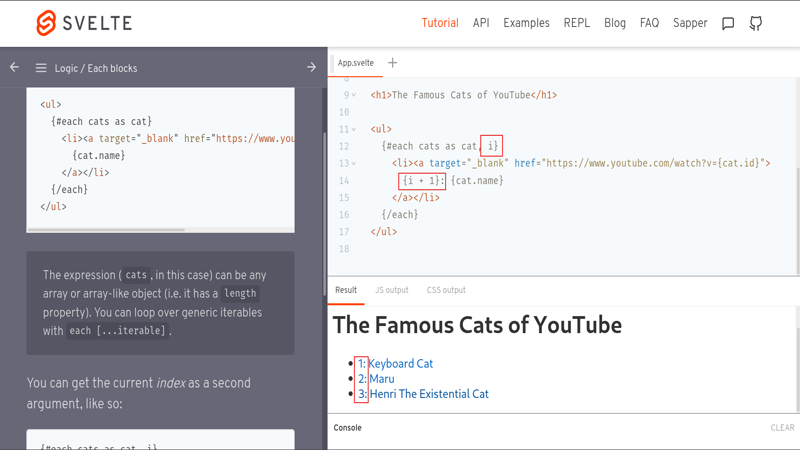 SVELTE
Tutorial API Examples REPL Blog FAQ Sapper
Logic / Each blocks
<ul>
{#each cats as cat}
<li><a target="_blank" href="https://www.you
{cat.name}
</a></li>
{/each}
</ul>
The expression ( cats , in this case) can be any
array or array-like object (i.e. it has a length
property). You can loop over generic iterables
with each [...iterable] .
You can get the current index as a second
argument, like so:
{#each cats as cat, i}
App.svelte +
8
9 <h1>The Famous Cats of YouTube</h1>
10
11 <ul>
12 {#each cats as cat, i}
13 <li><a target="_blank" href="https://www.youtube.com/watch?v={cat.id}">
14 {i + 1}: {cat.name}
15 </a></li>
16 {/each}
17 </ul>
18
Result JS output CSS output
The Famous Cats of YouTube
• 1: Keyboard Cat
• 2: Maru
• 3: Henri The Existential Cat
Console CLEAR